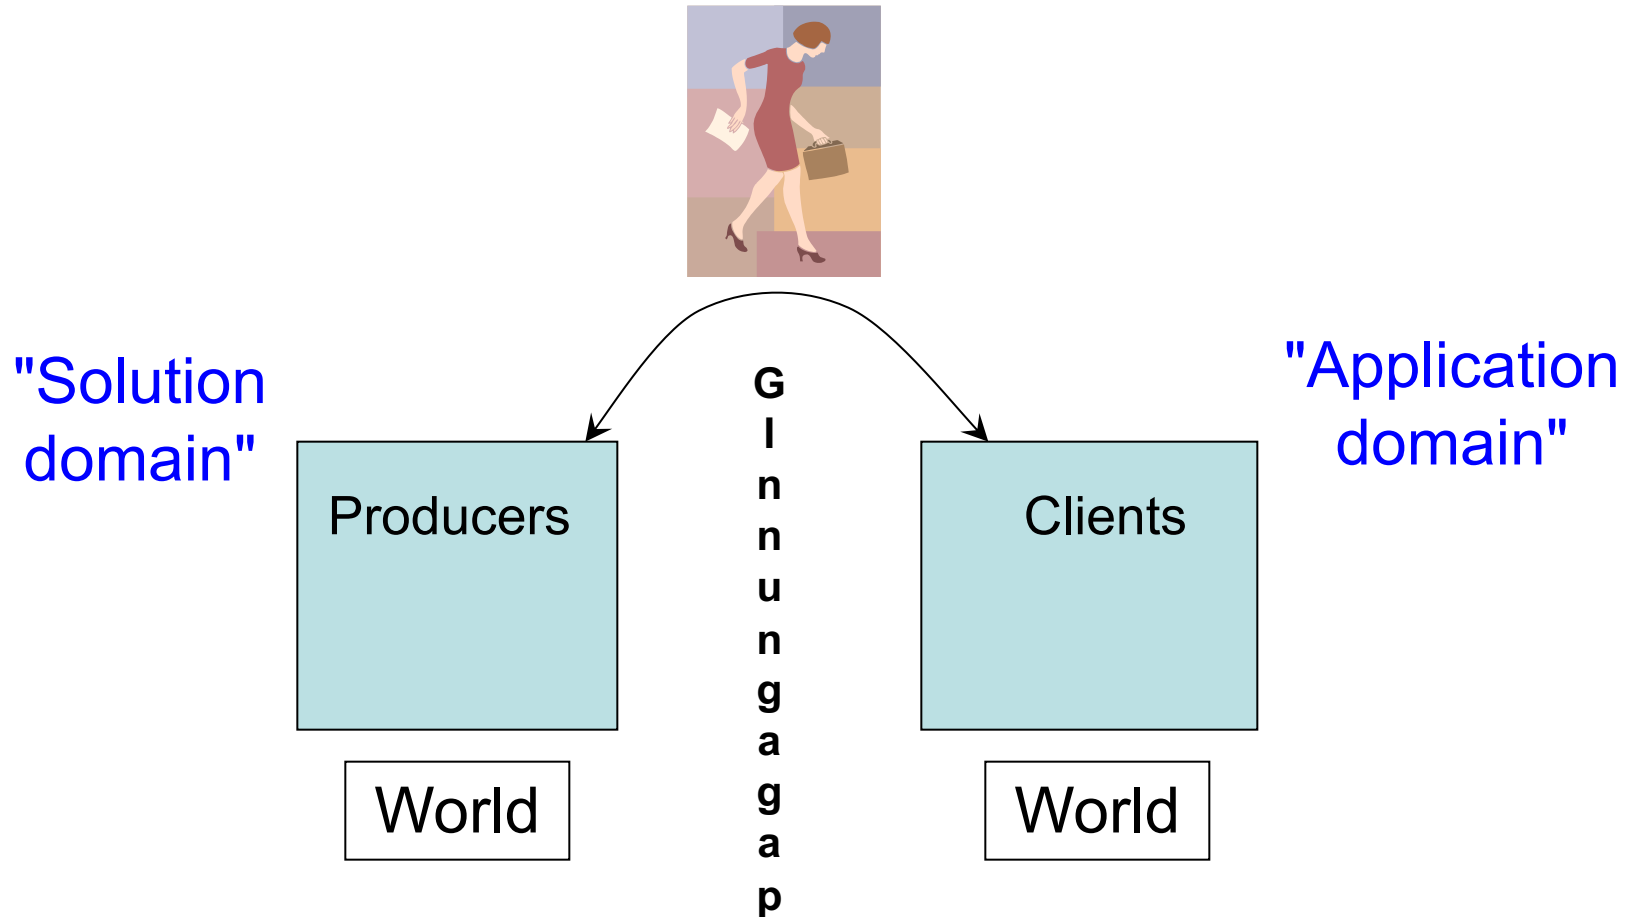 "Solution
domain"
"Application
domain"
Producers
G
I
n
n
u
n
g
a
g
a
p
Clients
World
World